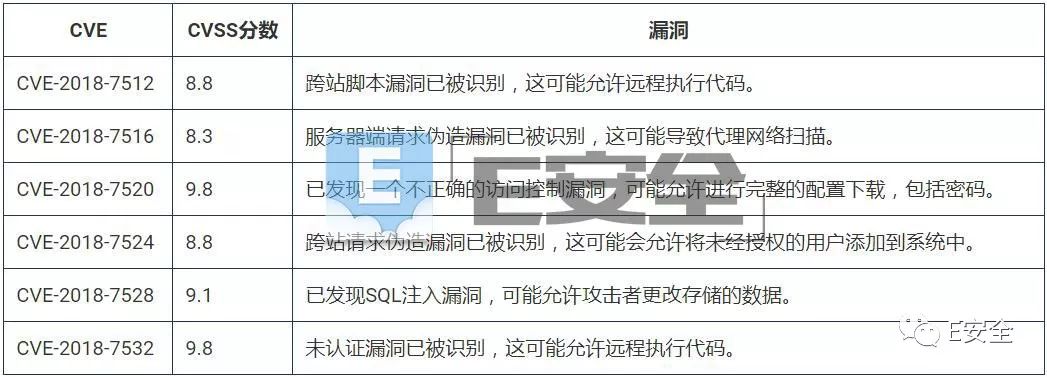 CVE CVSS分数 漏洞
CVE-2018-7512 8.8 跨站脚本漏洞已被识别，这可能允许远程执行代码。
CVE-2018-7516 8.3 服务器端请求伪造漏洞已被识别，这可能导致代理网络扫描。
CVE-2018-7520 9.8 已发现一个不正确的访问控制漏洞，可能允许进行完整的配置下载，包括密码。
CVE-2018-7524 8.8 跨站请求伪造漏洞已被识别，这可能会允许将未经授权的用户添加到系统中。
CVE-2018-7528 9.1 已发现SQL注入漏洞，可能允许攻击者更改存储的数据。
CVE-2018-7532 9.8 未认证漏洞已被识别，这可能允许远程执行代码。
E E安全
E安全